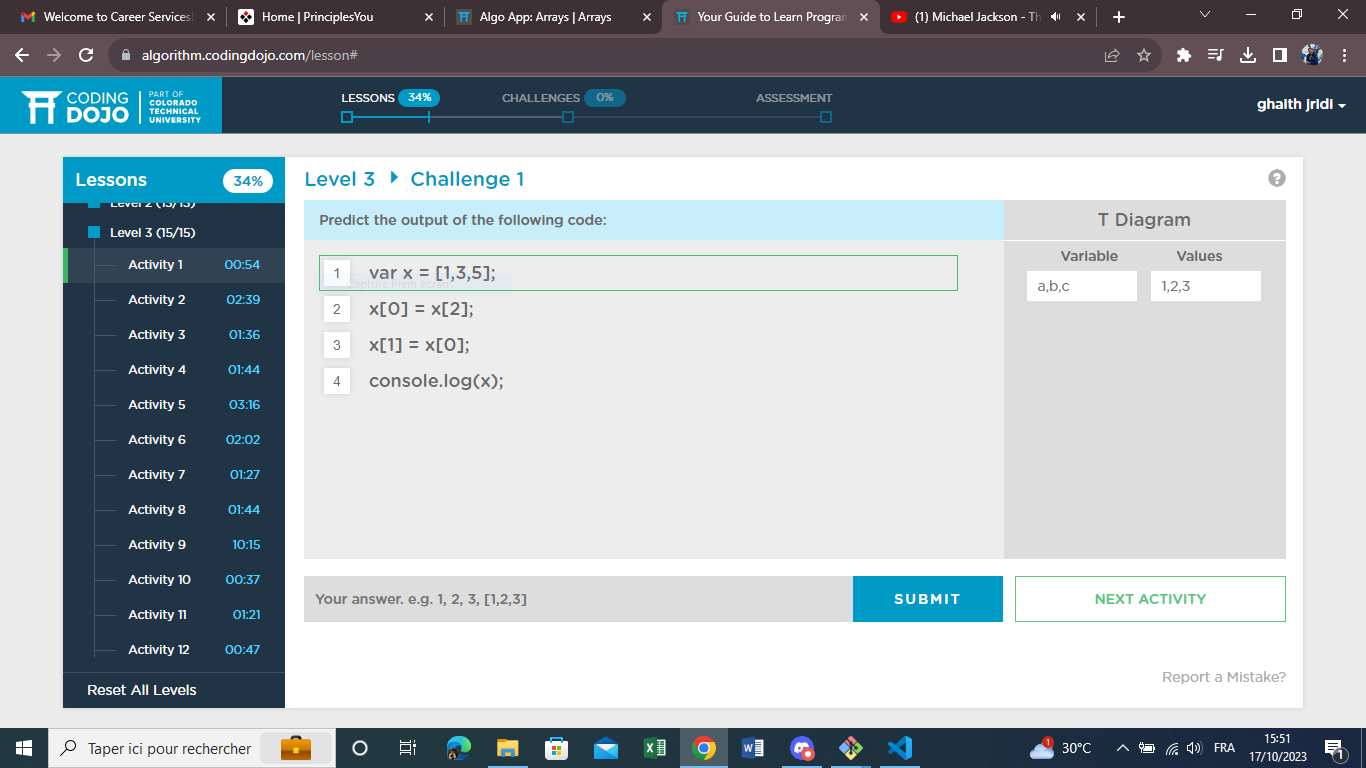 Welcome to Career Services!
Home | PrinciplesYou
Algo App: Arrays | Arrays
Your Guide to Learn Progran
(1) Michael Jackson - Th
algorithm.codingdojo.com/lesson#
CODING DOJO
PART OF
COLORADO
TECHNICAL
UNIVERSITY
LESSONS 34%
CHALLENGES 0%
ASSESSMENT
ghaith jridi
Lessons 34%
Level 2 (15/15)
Level 3 (15/15)
Activity 1 00:54
Activity 2 02:39
Activity 3 01:36
Activity 4 01:44
Activity 5 03:16
Activity 6 02:02
Activity 7 01:27
Activity 8 01:44
Activity 9 10:15
Activity 10 00:37
Activity 11 01:21
Activity 12 00:47
Reset All Levels
Level 3 Challenge 1
?
Predict the output of the following code:
1 var x = [1,3,5];
Capture Plein écran
2 x[0] = x[2];
3 x[1] = x[0];
4 console.log(x);
T Diagram
Variable Values
a,b,c 1,2,3
Your answer. e.g. 1, 2, 3, [1,2,3]
SUBMIT
NEXT ACTIVITY
Report a Mistake?
Taper ici pour rechercher
1
30°C
FRA
15:51
17/10/2023
1